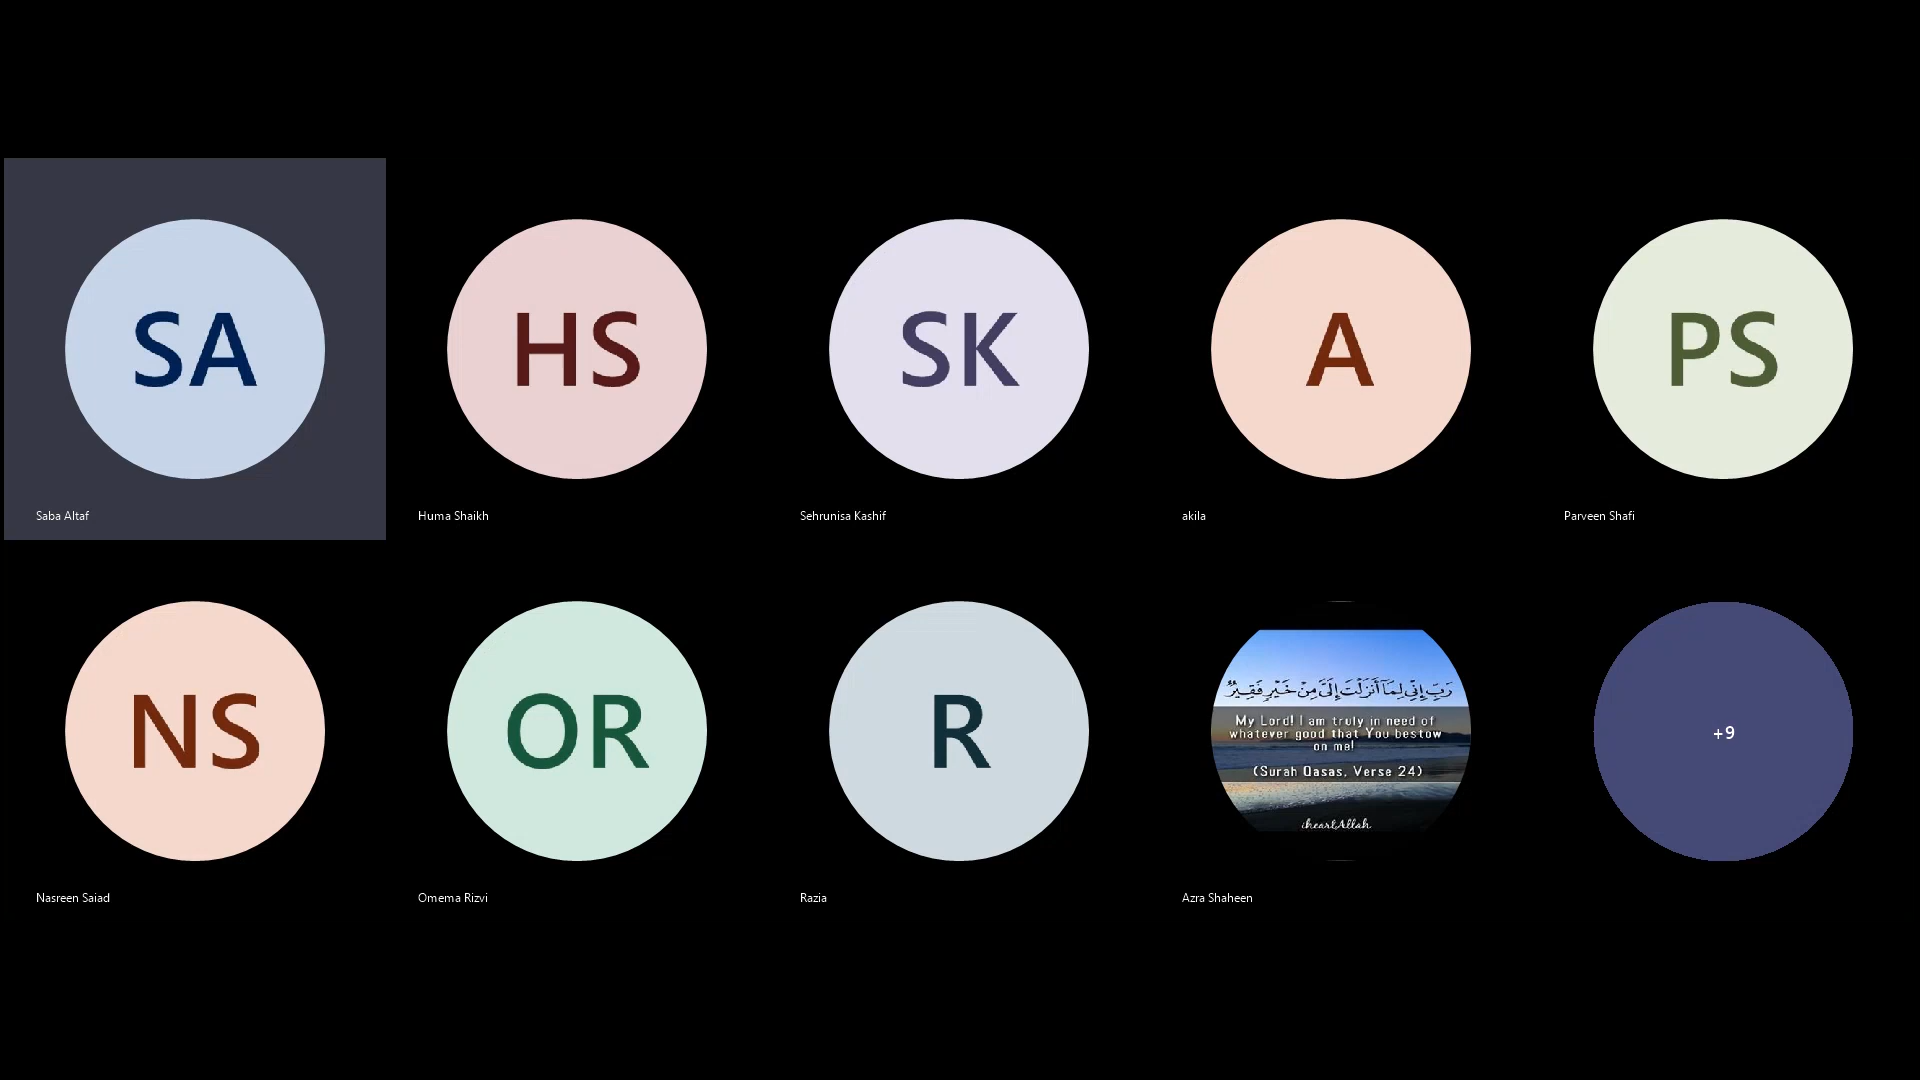 SA
HS
SK
A
PS
Saba Altaf
Huma Shaikh
Sehrunisa Kashif
akila
Parveen Shafi
NS
OR
R
رَبِّ إِنِّي لِمَا أَنزَلْتَ إِلَيَّ مِنْ خَيْرٍ فَقِيرٌ
My Lord! I am truly in need of
whatever good that You bestow
on me!
(Surah Qasas, Verse 24)
iheartAllah
+9
Nasreen Saiad
Omema Rizvi
Razia
Azra Shaheen